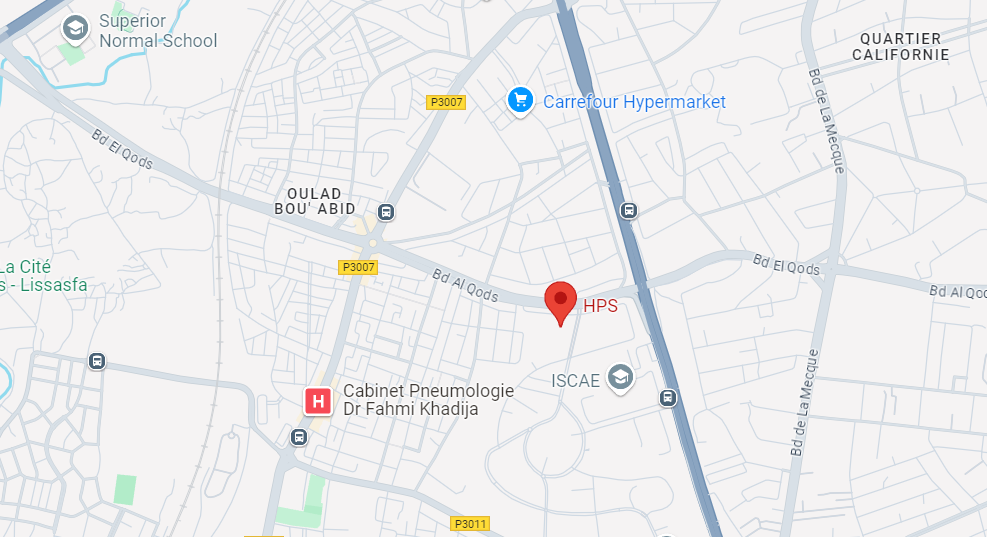 Superior
Normal School
QUARTIER
CALIFORNIE
P3007
Carrefour Hypermarket
Bd de La Mecque
Bd El Qods
OULAD
BOU' ABID
La Cité
s - Lissasfa
P3007
Bd Al Qods
Bd El Qods
Bd Al Qod
HPS
ISCAE
Cabinet Pneumologie
Dr Fahmi Khadija
H
Bd de La Mecque
P3011